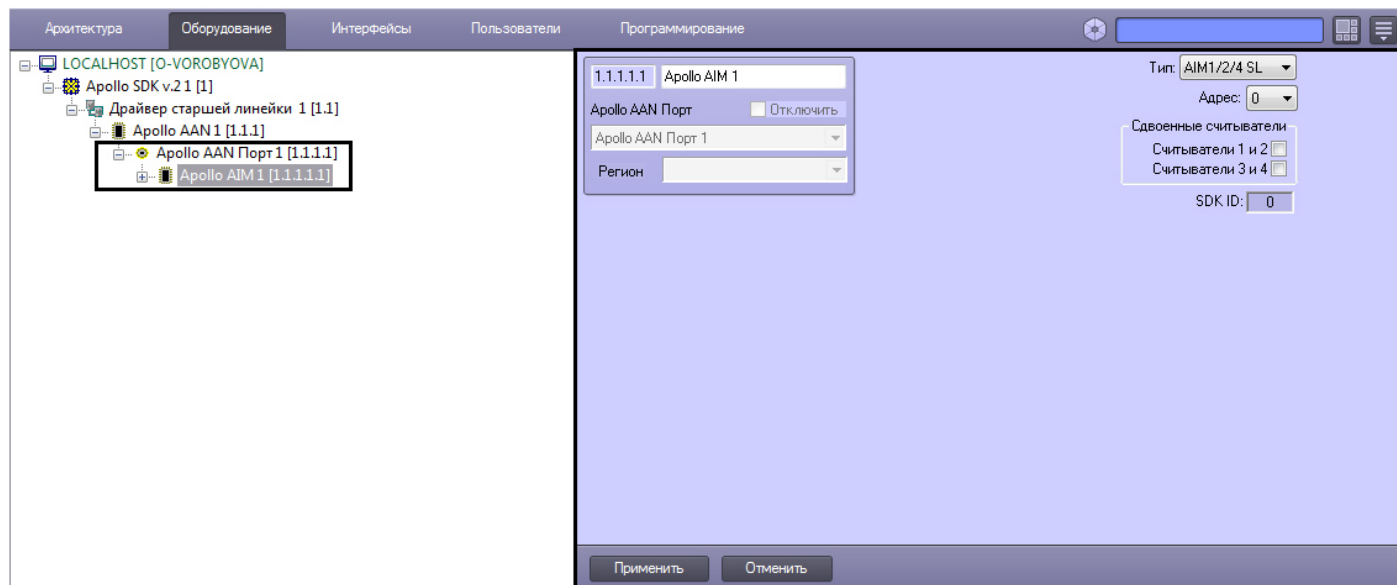 Архитектура Оборудование Интерфейсы Пользователи Программирование
LOCALHOST [O-VOROBYOVA]
Apollo SDK v.2 1 [1]
Драйвер старшей линейки 1 [1.1]
Apollo AAN 1 [1.1.1]
Apollo AAN Порт 1 [1.1.1.1]
Apollo AIM 1 [1.1.1.1.1]
1.1.1.1.1 Apollo AIM 1
Apollo AAN Порт Отключить
Apollo AAN Порт 1
Регион
Тип: AIM1/2/4 SL
Адрес: 0
Сдвоенные считыватели
Считыватели 1 и 2
Считыватели 3 и 4
SDK ID: 0
Применить Отменить